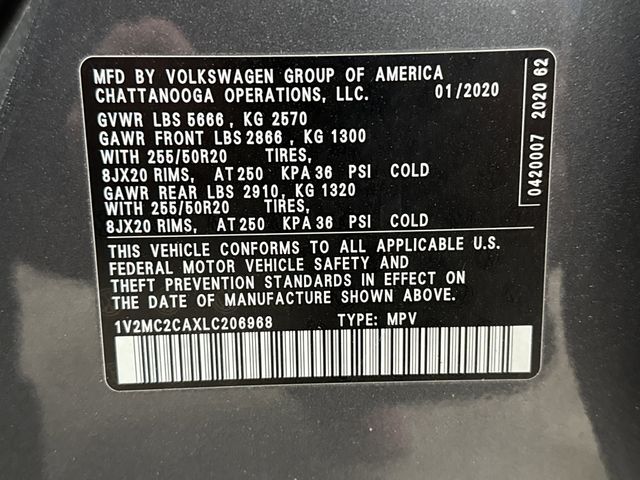 MFD BY VOLKSWAGEN GROUP OF AMERICA
CHATTANOOGA OPERATIONS, LLC. 01/2020
GVWR LBS 5666 , KG 2570
GAWR FRONT LBS 2866 , KG 1300
WITH 255/50R20 TIRES,
8JX20 RIMS, AT 250 KPA 36 PSI COLD
GAWR REAR LBS 2910, KG 1320
WITH 255/50R20 TIRES,
8JX20 RIMS, AT 250 KPA 36 PSI COLD
THIS VEHICLE CONFORMS TO ALL APPLICABLE U.S.
FEDERAL MOTOR VEHICLE SAFETY AND
THEFT PREVENTION STANDARDS IN EFFECT ON
THE DATE OF MANUFACTURE SHOWN ABOVE.
1V2MC2CAXLC206968 TYPE: MPV
0420007 2020 62